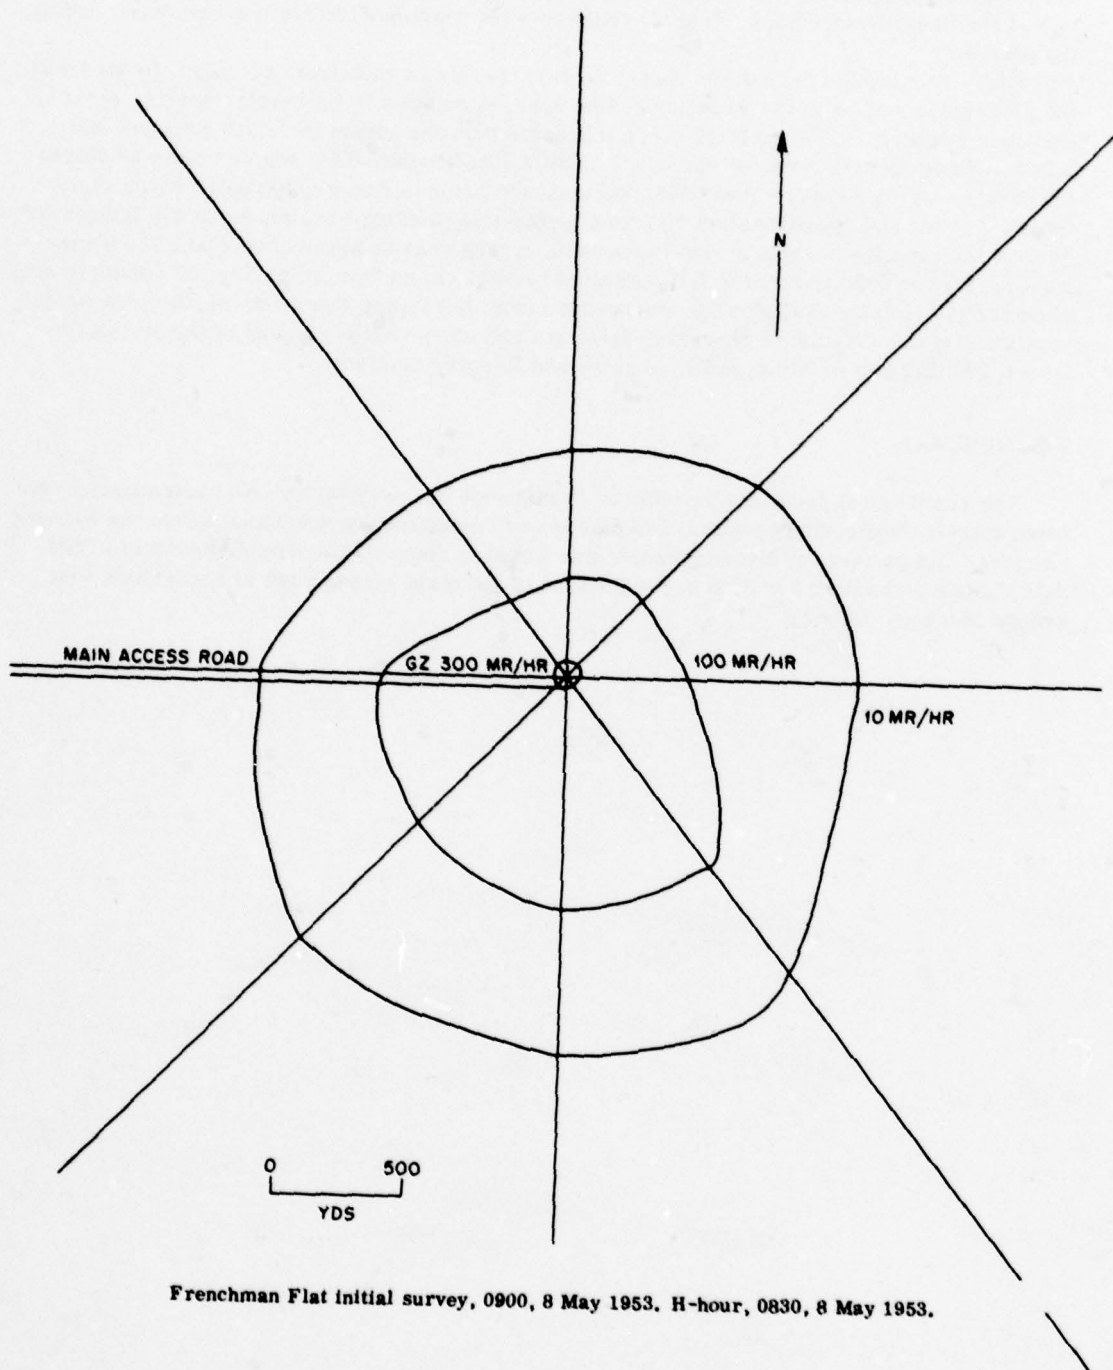 N
MAIN ACCESS ROAD
GZ 300 MR/HR
100 MR/HR
10 MR/HR
0 500
YDS
Frenchman Flat initial survey, 0900, 8 May 1953. H-hour, 0830, 8 May 1953.